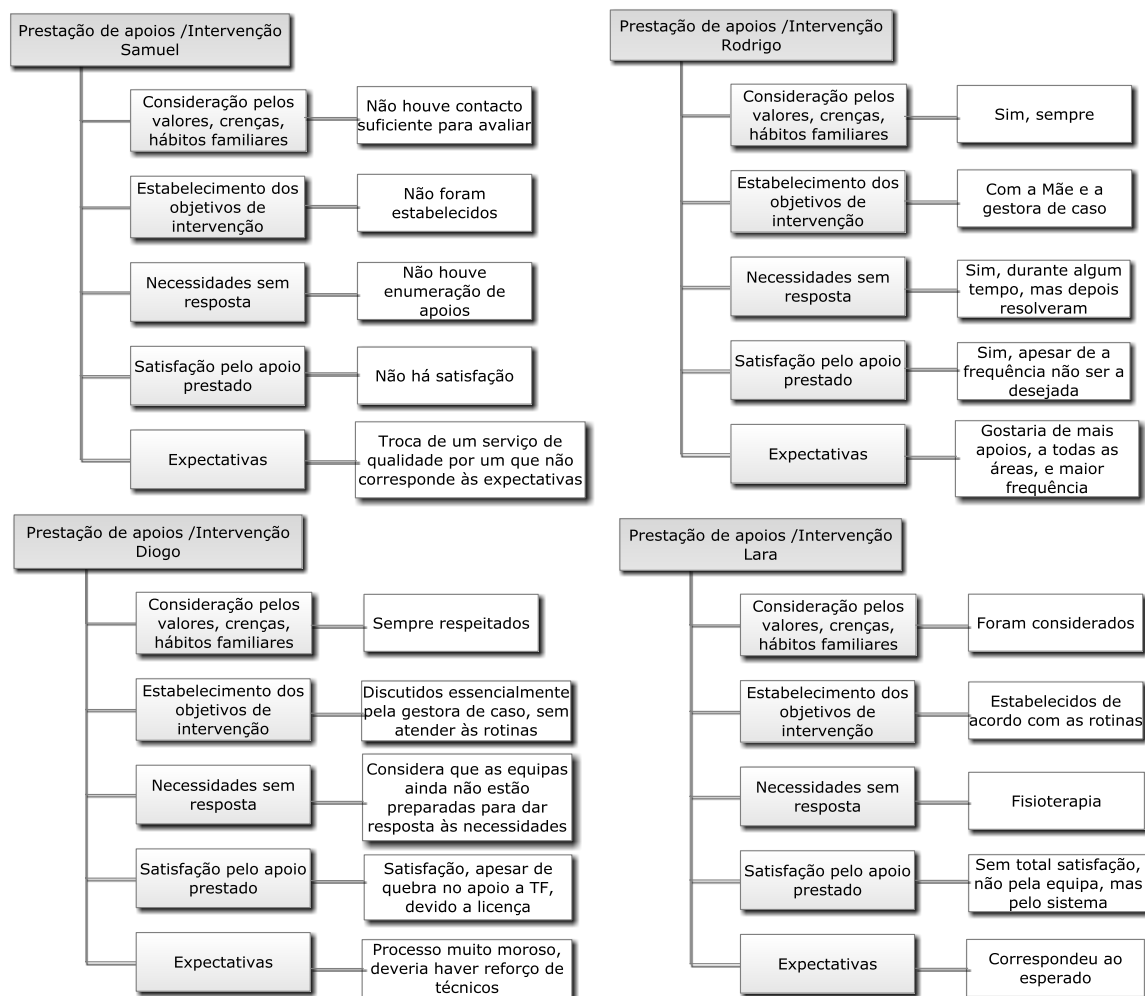 Prestação de apoios /Intervenção
Samuel
Consideração pelos
valores, crenças,
hábitos familiares
Não houve contacto
suficiente para avaliar
Estabelecimento dos
objetivos de
intervenção
Não foram
estabelecidos
Necessidades sem
resposta
Não houve
enumeração de
apoios
Satisfação pelo apoio
prestado
Não há satisfação
Expectativas
Troca de um serviço de
qualidade por um que não
corresponde às expectativas
Prestação de apoios /Intervenção
Rodrigo
Consideração pelos
valores, crenças,
hábitos familiares
Sim, sempre
Estabelecimento dos
objetivos de
intervenção
Com a Mãe e a
gestora de caso
Necessidades sem
resposta
Sim, durante algum
tempo, mas depois
resolveram
Satisfação pelo apoio
prestado
Sim, apesar de a
frequência não ser a
desejada
Expectativas
Gostaria de mais
apoios, a todas as
áreas, e maior
frequência
Prestação de apoios /Intervenção
Diogo
Consideração pelos
valores, crenças,
hábitos familiares
Sempre respeitados
Estabelecimento dos
objetivos de
intervenção
Discutidos essencialmente
pela gestora de caso, sem
atender às rotinas
Necessidades sem
resposta
Considera que as equipas
ainda não estão
preparadas para dar
resposta às necessidades
Satisfação pelo apoio
prestado
Satisfação, apesar de
quebra no apoio a TF,
devido a licença
Expectativas
Processo muito moroso,
deveria haver reforço de
técnicos
Prestação de apoios /Intervenção
Lara
Consideração pelos
valores, crenças,
hábitos familiares
Foram considerados
Estabelecimento dos
objetivos de
intervenção
Estabelecidos de
acordo com as rotinas
Necessidades sem
resposta
Fisioterapia
Satisfação pelo apoio
prestado
Sem total satisfação,
não pela equipa, mas
pelo sistema
Expectativas
Correspondeu ao
esperado